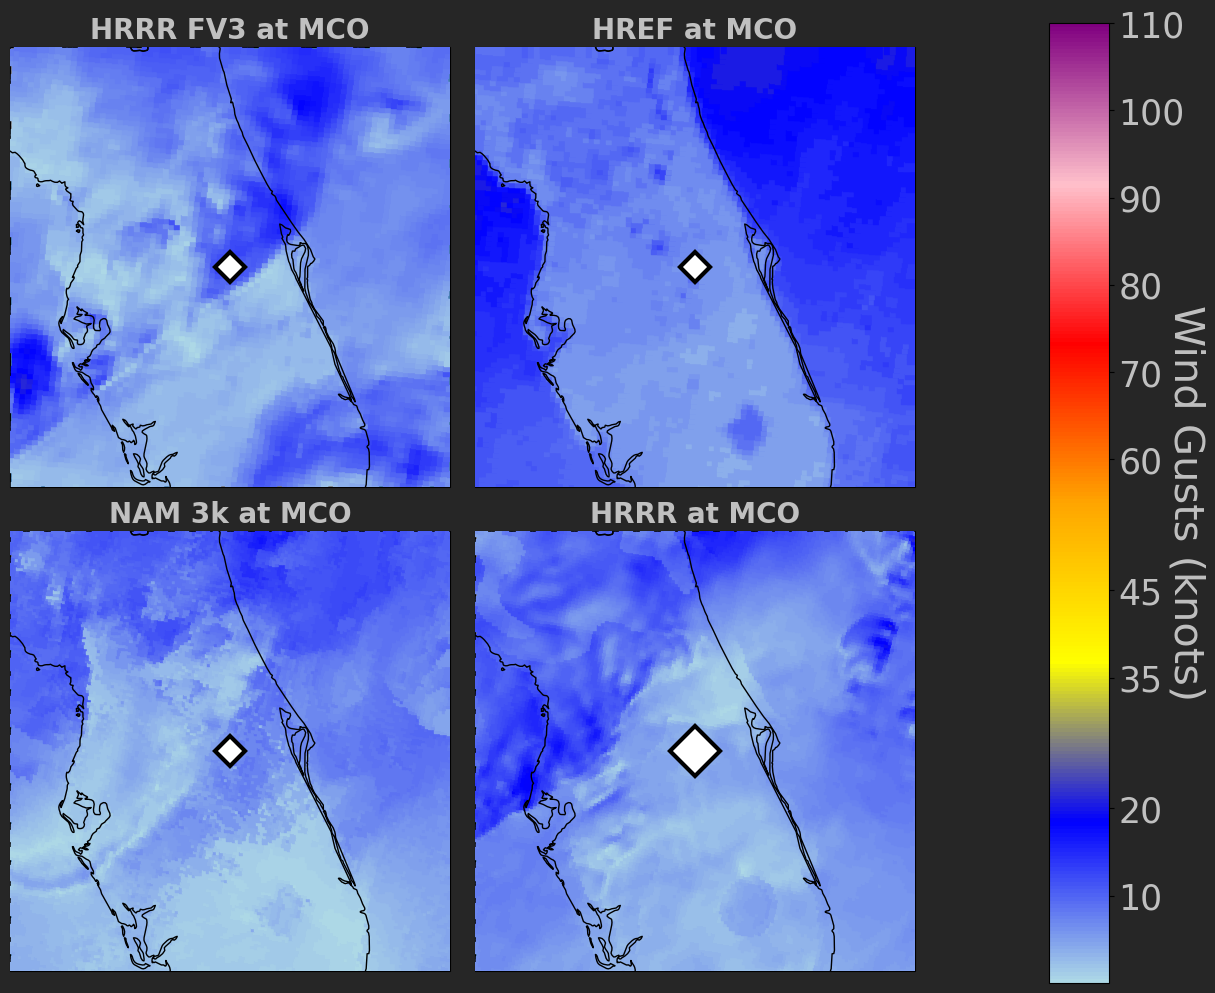 HRRR FV3 at MCO
HREF at MCO
NAM 3k at MCO
HRRR at MCO
110
100
90
80
70
60
45
35
20
10
Wind Gusts (knots)